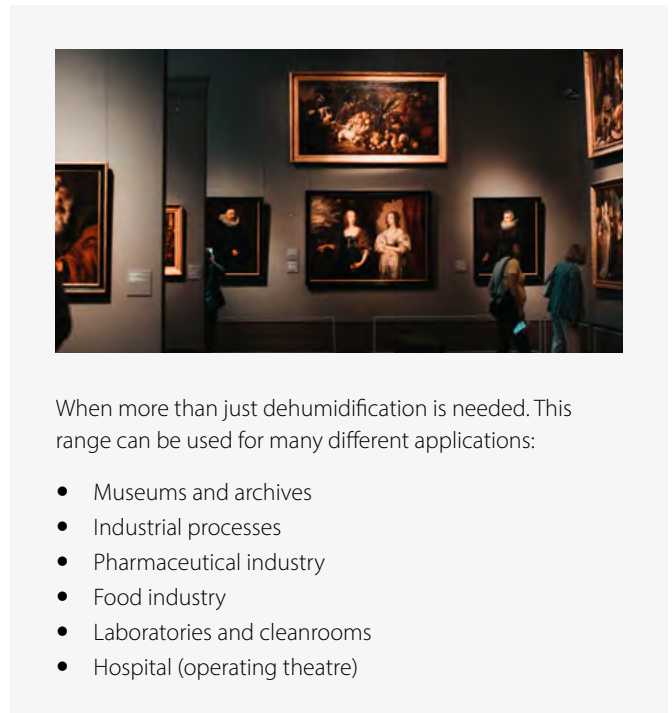 When more than just dehumidification is needed. This
range can be used for many different applications:
• Museums and archives
• Industrial processes
• Pharmaceutical industry
• Food industry
• Laboratories and cleanrooms
• Hospital (operating theatre)